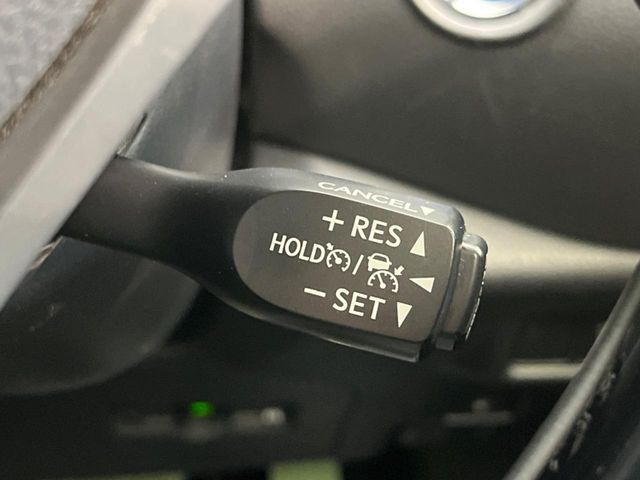 CANCEL▼
+ RES ▲
HOLD /
− SET ▼